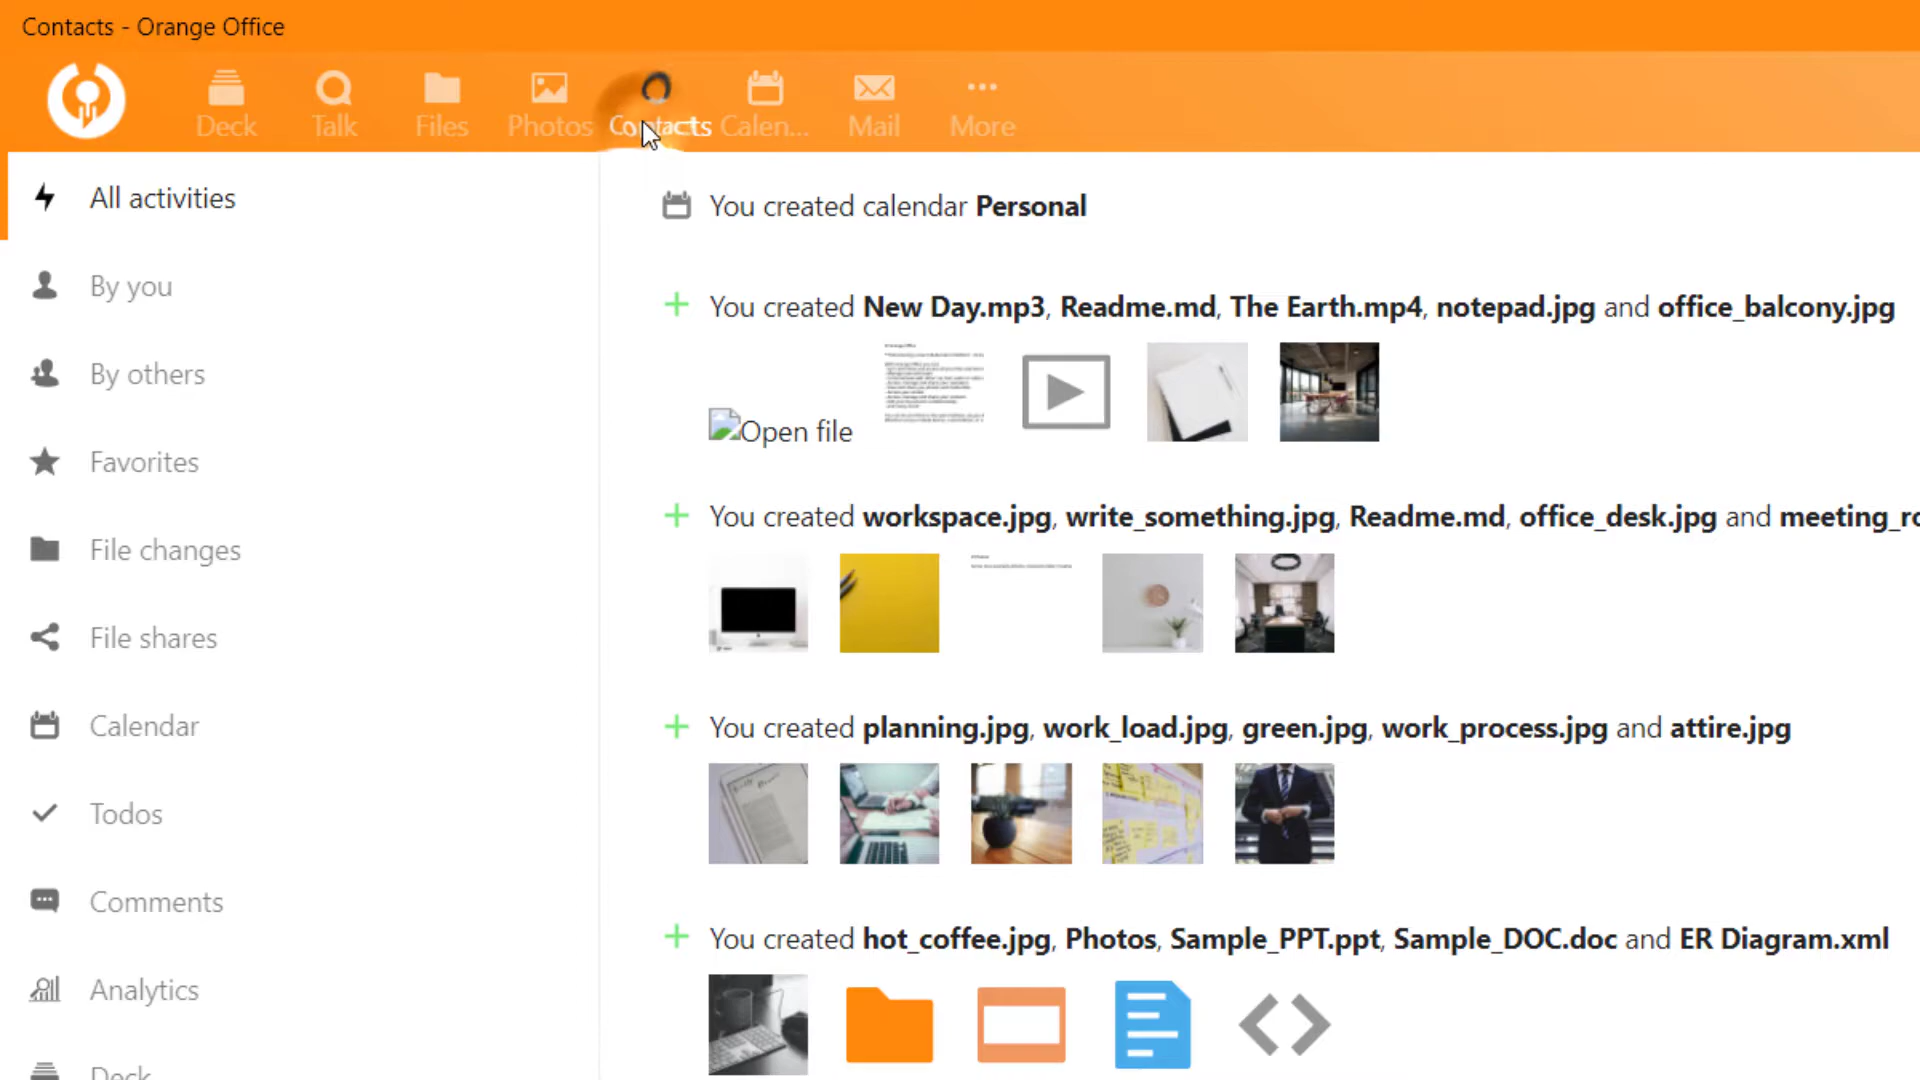 Contacts - Orange Office
Deck Talk Files Photos Contacts Calen... Mail More
All activities
By you
By others
Favorites
File changes
File shares
Calendar
Todos
Comments
Analytics
Deck
You created calendar Personal
You created New Day.mp3, Readme.md, The Earth.mp4, notepad.jpg and office_balcony.jpg
Open file
You created workspace.jpg, write_something.jpg, Readme.md, office_desk.jpg and meeting_ro
You created planning.jpg, work_load.jpg, green.jpg, work_process.jpg and attire.jpg
You created hot_coffee.jpg, Photos, Sample_PPT.ppt, Sample_DOC.doc and ER Diagram.xml